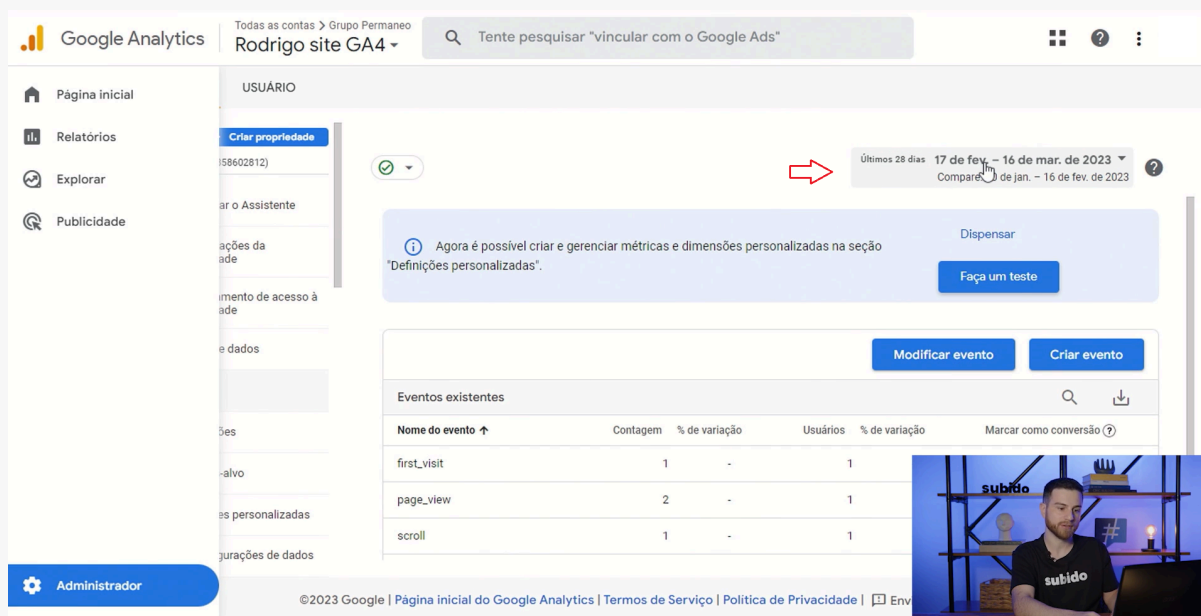 Todas as contas > Grupo Permaneo
Google Analytics
Rodrigo site GA4
Tente pesquisar "vincular com o Google Ads"
Página inicial
Relatórios
Explorar
Publicidade
Administrador
USUÁRIO
Criar propriedade
158602812)
ar o Assistente
ações da
ade
amento de acesso à
ade
e dados
ões
-alvo
es personalizadas
gurações de dados
Últimos 28 dias 17 de fev. – 16 de mar. de 2023
Compare: de jan. – 16 de fev. de 2023
Agora é possível criar e gerenciar métricas e dimensões personalizadas na seção
"Definições personalizadas".
Dispensar
Faça um teste
Modificar evento
Criar evento
Eventos existentes
Nome do evento ↑ Contagem % de variação Usuários % de variação Marcar como conversão ?
first_visit 1 - 1
page_view 2 - 1
scroll 1 - 1
subido
#
subido
©2023 Google | Página inicial do Google Analytics | Termos de Serviço | Política de Privacidade | Env